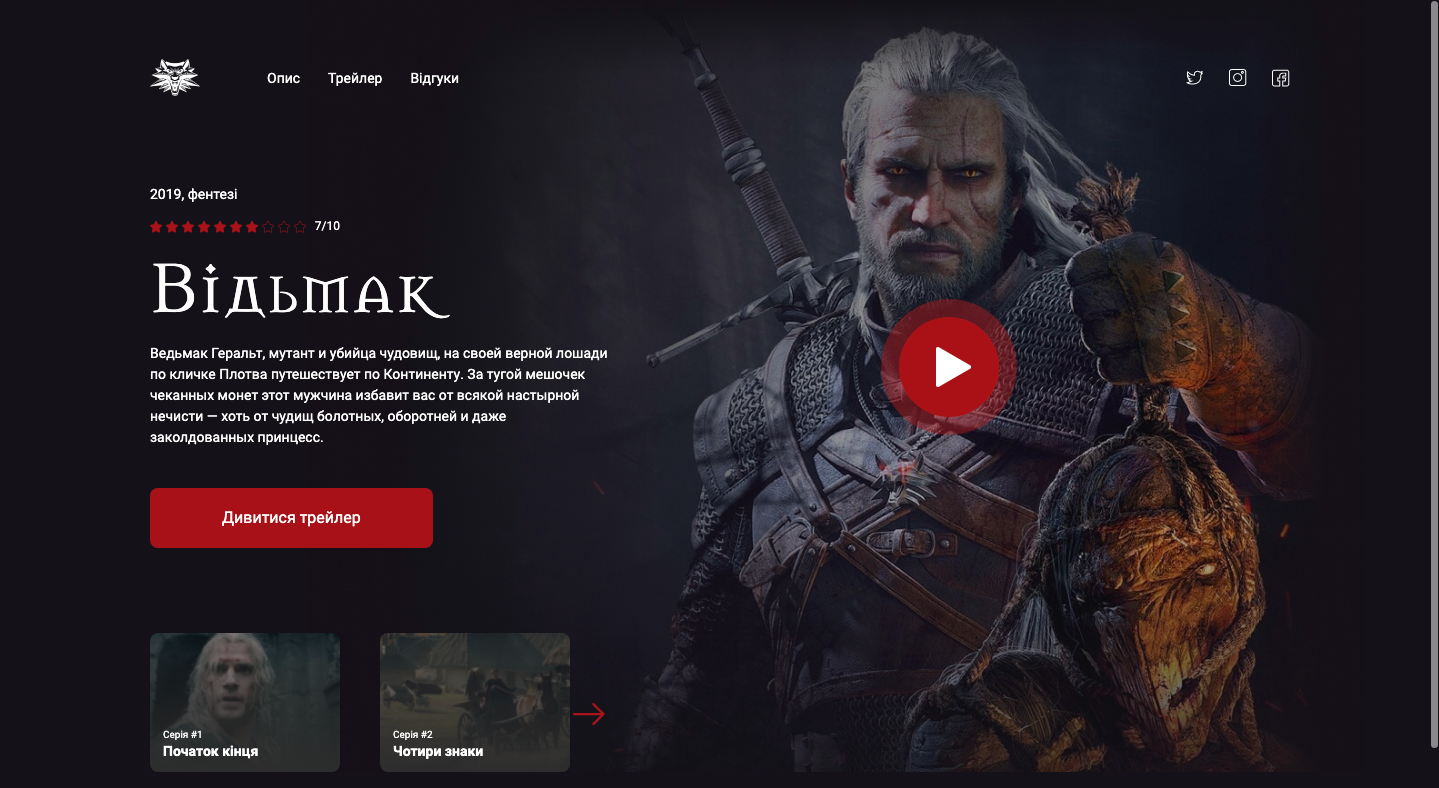 Опис Трейлер Відгуки
2019, фентезі
7/10
Відьмак
Ведьмак Геральт, мутант и убийца чудовищ, на своей верной лошади
по кличке Плотва путешествует по Континенту. За тугой мешочек
чеканных монет этот мужчина избавит вас от всякой настырной
нечисти — хоть от чудищ болотных, оборотней и даже
заколдованных принцесс.
Дивитися трейлер
Серія #1
Початок кінця
Серія #2
Чотири знаки